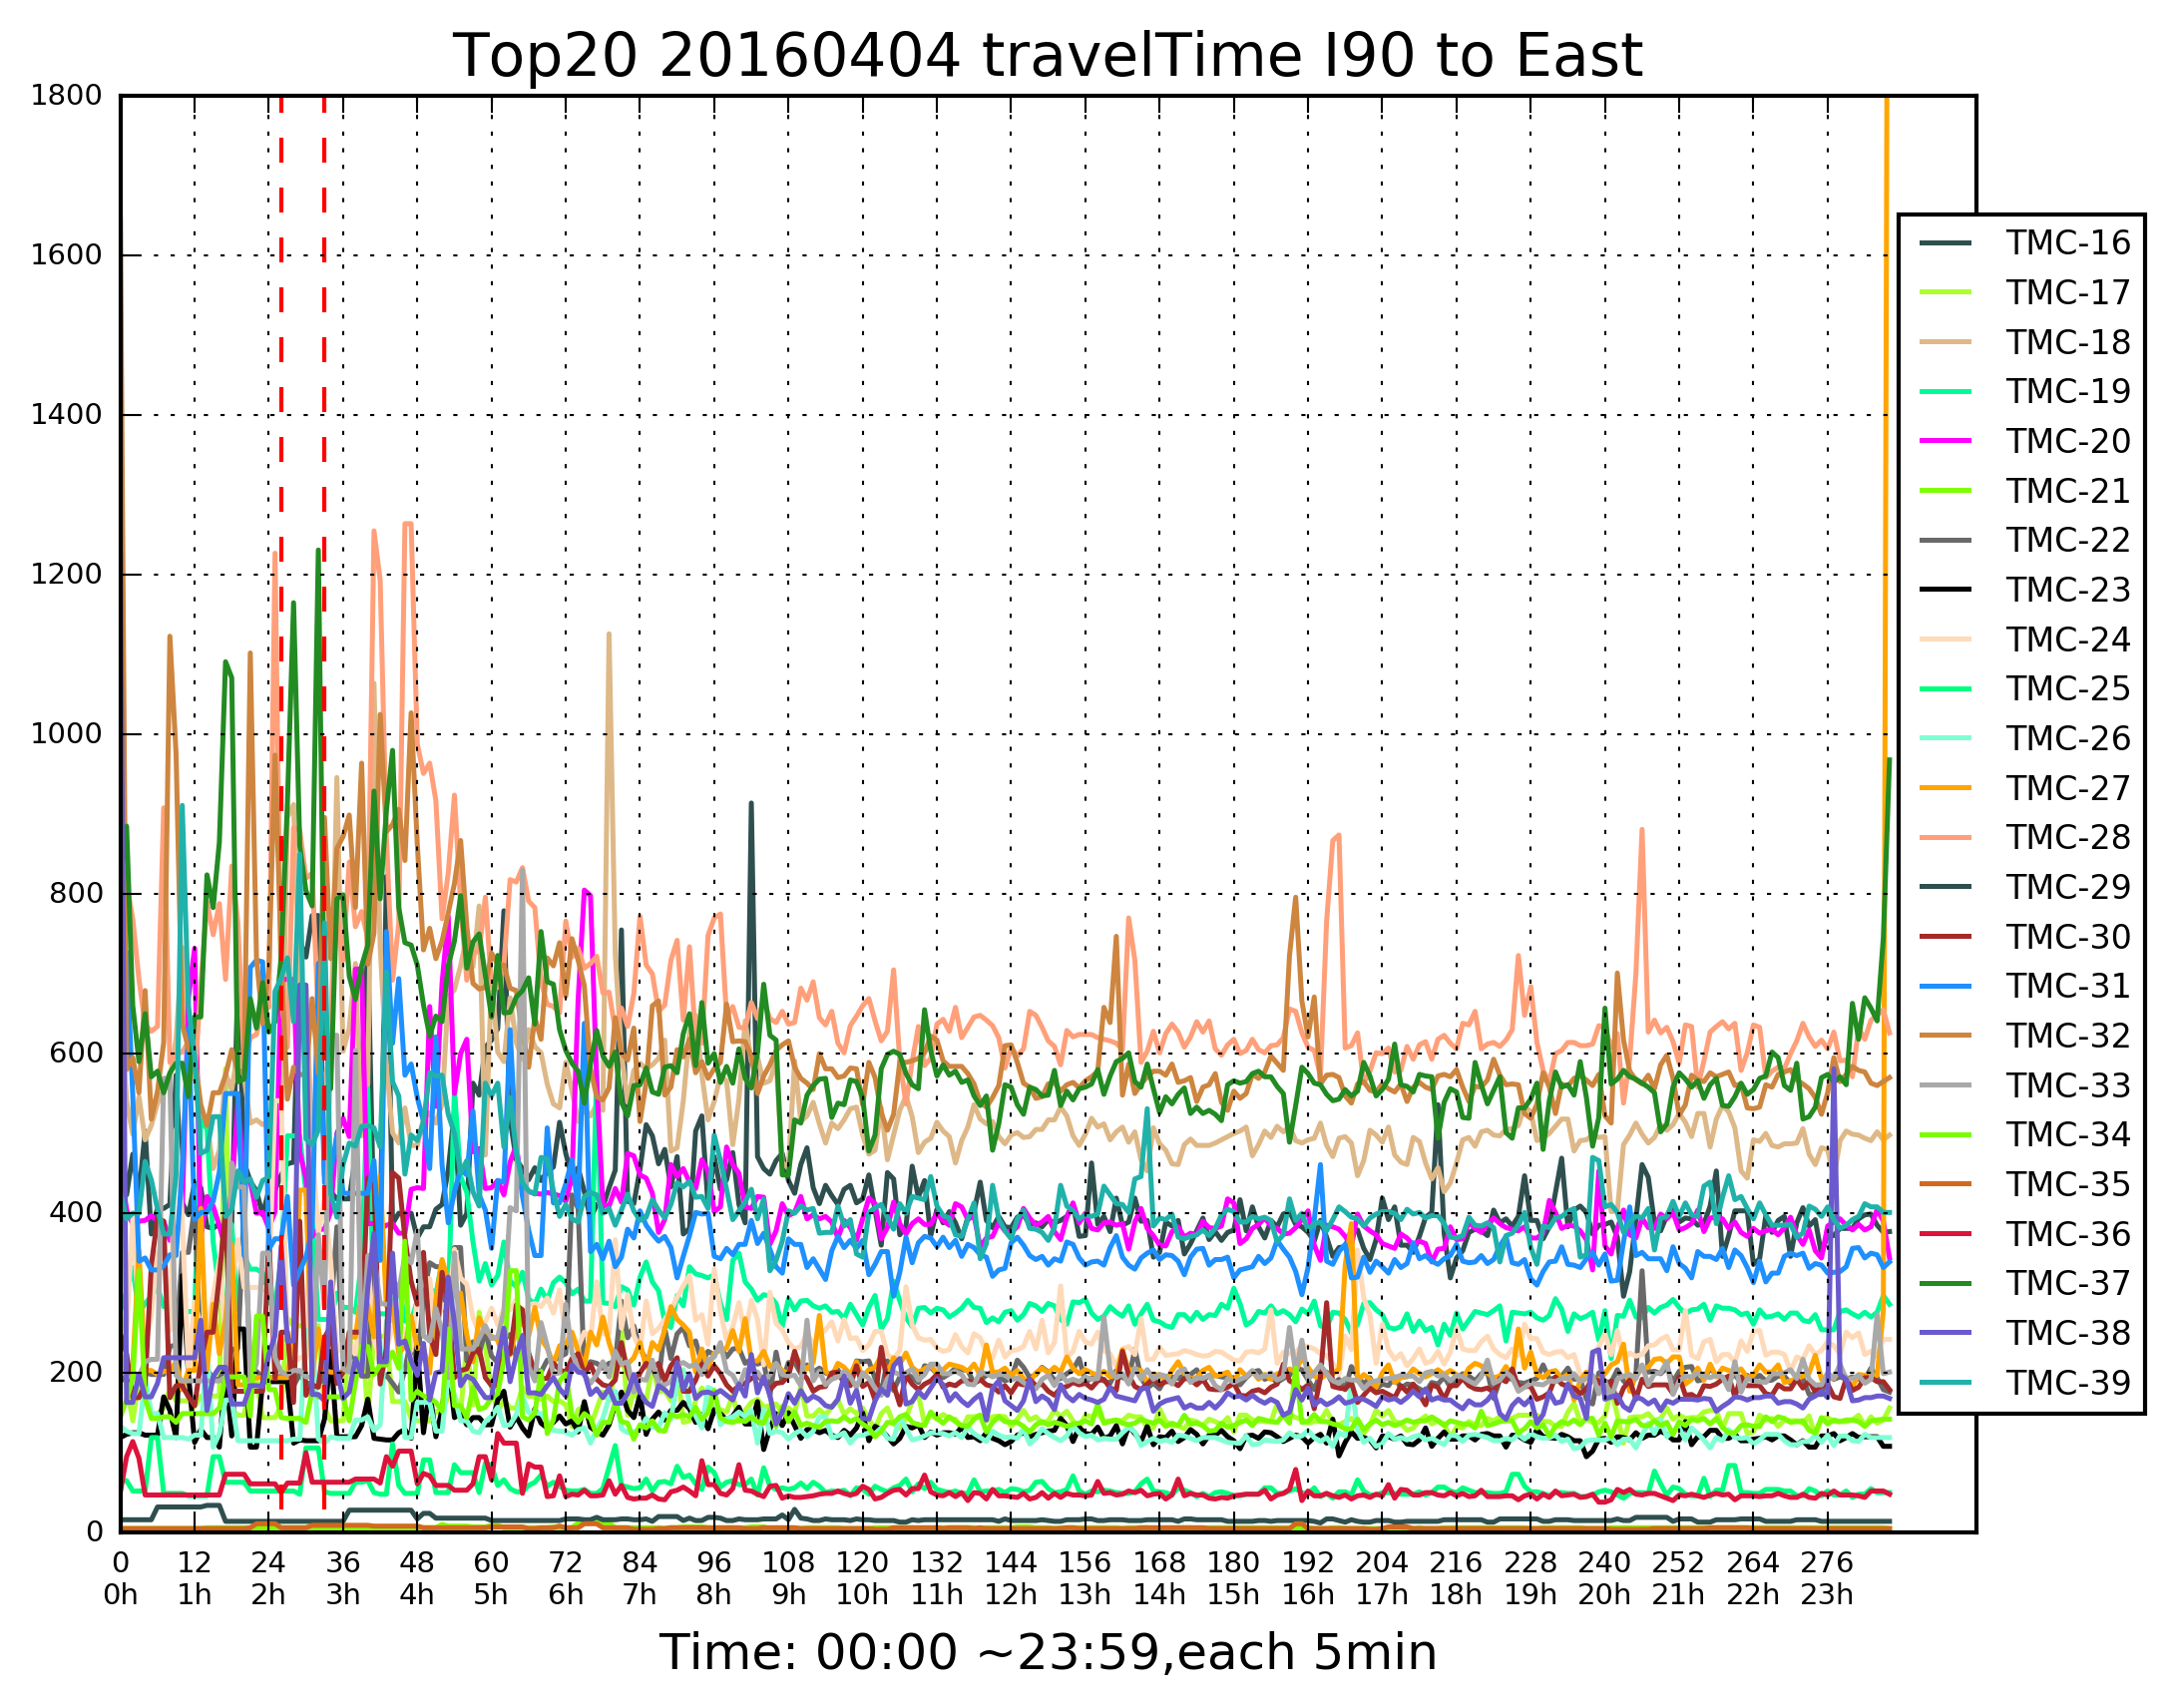 Top20 20160404 travelTime I90 to East
1800
1600
1400
1200
1000
800
600
400
200
0
0 12 24 36 48 60 72 84 96 108 120 132 144 156 168 180 192 204 216 228 240 252 264 276
0h 1h 2h 3h 4h 5h 6h 7h 8h 9h 10h 11h 12h 13h 14h 15h 16h 17h 18h 19h 20h 21h 22h 23h
Time: 00:00 ~23:59,each 5min
TMC-16
TMC-17
TMC-18
TMC-19
TMC-20
TMC-21
TMC-22
TMC-23
TMC-24
TMC-25
TMC-26
TMC-27
TMC-28
TMC-29
TMC-30
TMC-31
TMC-32
TMC-33
TMC-34
TMC-35
TMC-36
TMC-37
TMC-38
TMC-39